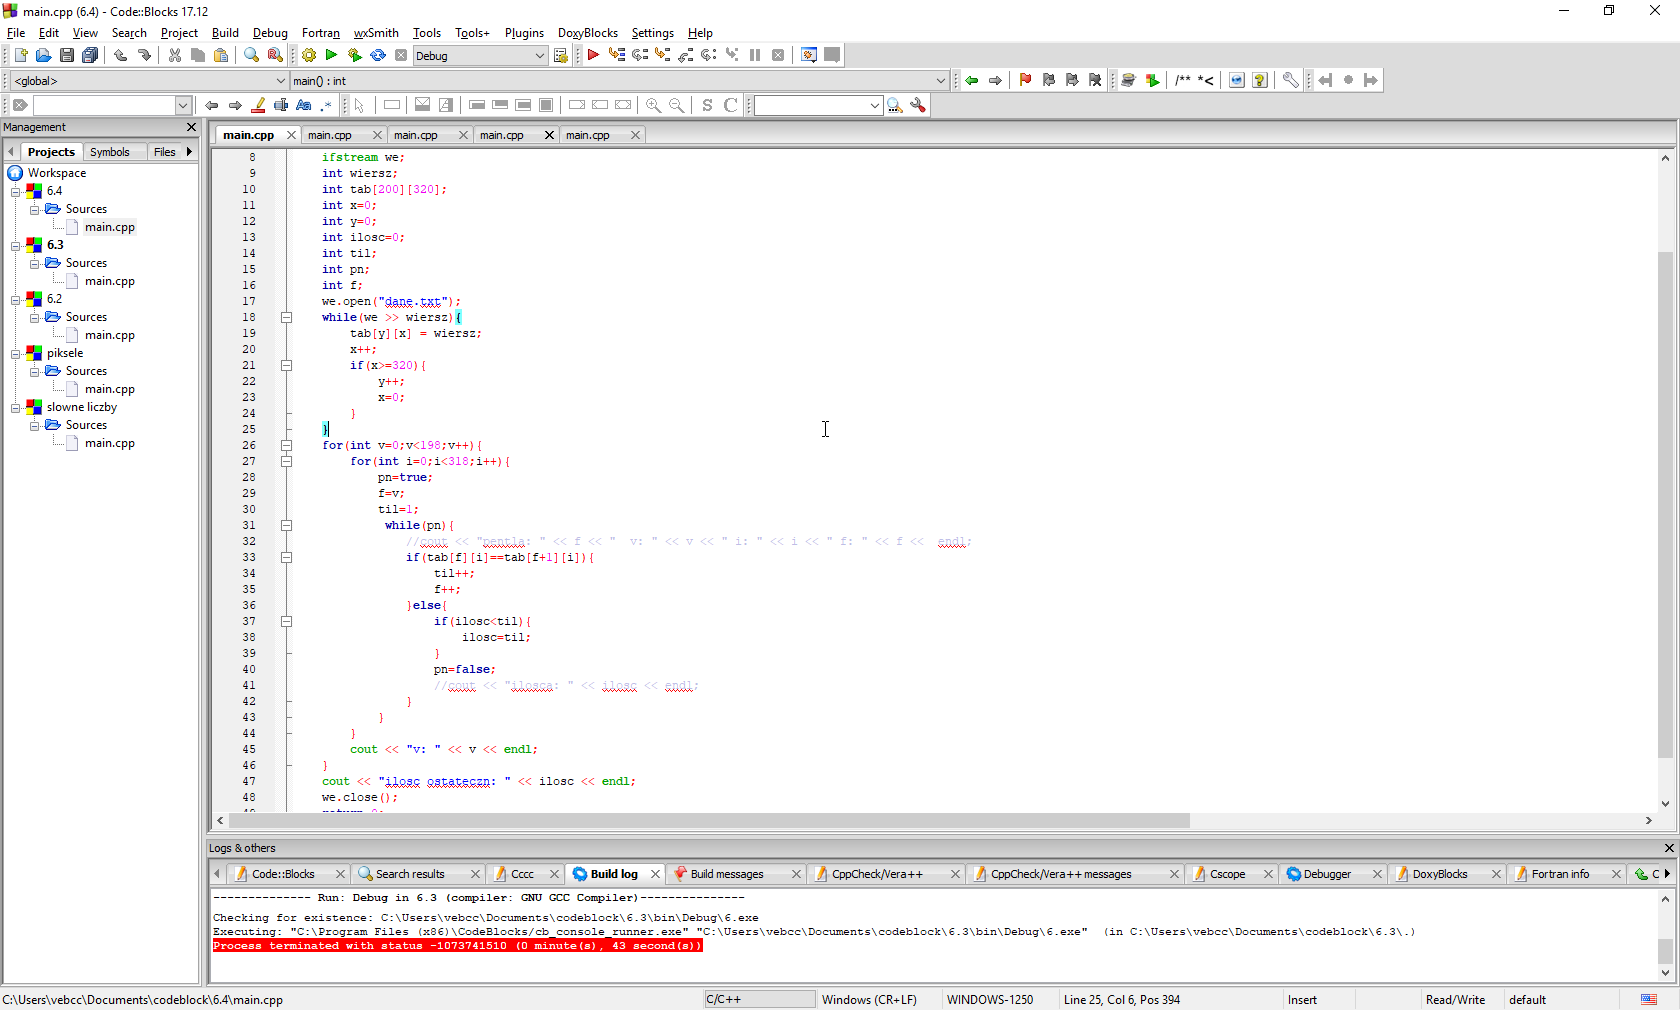 main.cpp (6.4) - Code::Blocks 17.12
File Edit View Search Project Build Debug Fortran wxSmith Tools Tools+ Plugins DoxyBlocks Settings Help
Debug
<global> main() : int
/** *<
Aa .* S C
Management
main.cpp main.cpp main.cpp main.cpp main.cpp
Projects Symbols Files
Workspace
6.4
Sources
main.cpp
6.3
Sources
main.cpp
6.2
Sources
main.cpp
piksele
Sources
main.cpp
slowne liczby
Sources
main.cpp
8 ifstream we;
9 int wiersz;
10 int tab[200][320];
11 int x=0;
12 int y=0;
13 int ilosc=0;
14 int til;
15 int pn;
16 int f;
17 we.open("dane.txt");
18 while(we >> wiersz){
19 tab[y][x] = wiersz;
20 x++;
21 if(x>=320){
22 y++;
23 x=0;
24 }
25 }
26 for(int v=0;v<198;v++){
27 for(int i=0;i<318;i++){
28 pn=true;
29 f=v;
30 til=1;
31 while(pn){
32 //cout << "pentla: " << f << "  v: " << v << " i: " << i << " f: " << f <<  endl;
33 if(tab[f][i]==tab[f+1][i]){
34 til++;
35 f++;
36 }else{
37 if(ilosc<til){
38 ilosc=til;
39 }
40 pn=false;
41 //cout << "ilosca: " << ilosc << endl;
42 }
43 }
44 }
45 cout << "v: " << v << endl;
46 }
47 cout << "ilosc ostateczn: " << ilosc << endl;
48 we.close();
49 return 0;
Logs & others
Code::Blocks Search results Cccc Build log Build messages CppCheck/Vera++ CppCheck/Vera++ messages Cscope Debugger DoxyBlocks Fortran info C
-------------- Run: Debug in 6.3 (compiler: GNU GCC Compiler)---------------
Checking for existence: C:\Users\vebcc\Documents\codeblock\6.3\bin\Debug\6.exe
Executing: "C:\Program Files (x86)\CodeBlocks/cb_console_runner.exe" "C:\Users\vebcc\Documents\codeblock\6.3\bin\Debug\6.exe"  (in C:\Users\vebcc\Documents\codeblock\6.3\.)
Process terminated with status -1073741510 (0 minute(s), 43 second(s))
C:\Users\vebcc\Documents\codeblock\6.4\main.cpp C/C++ Windows (CR+LF) WINDOWS-1250 Line 25, Col 6, Pos 394 Insert Read/Write default